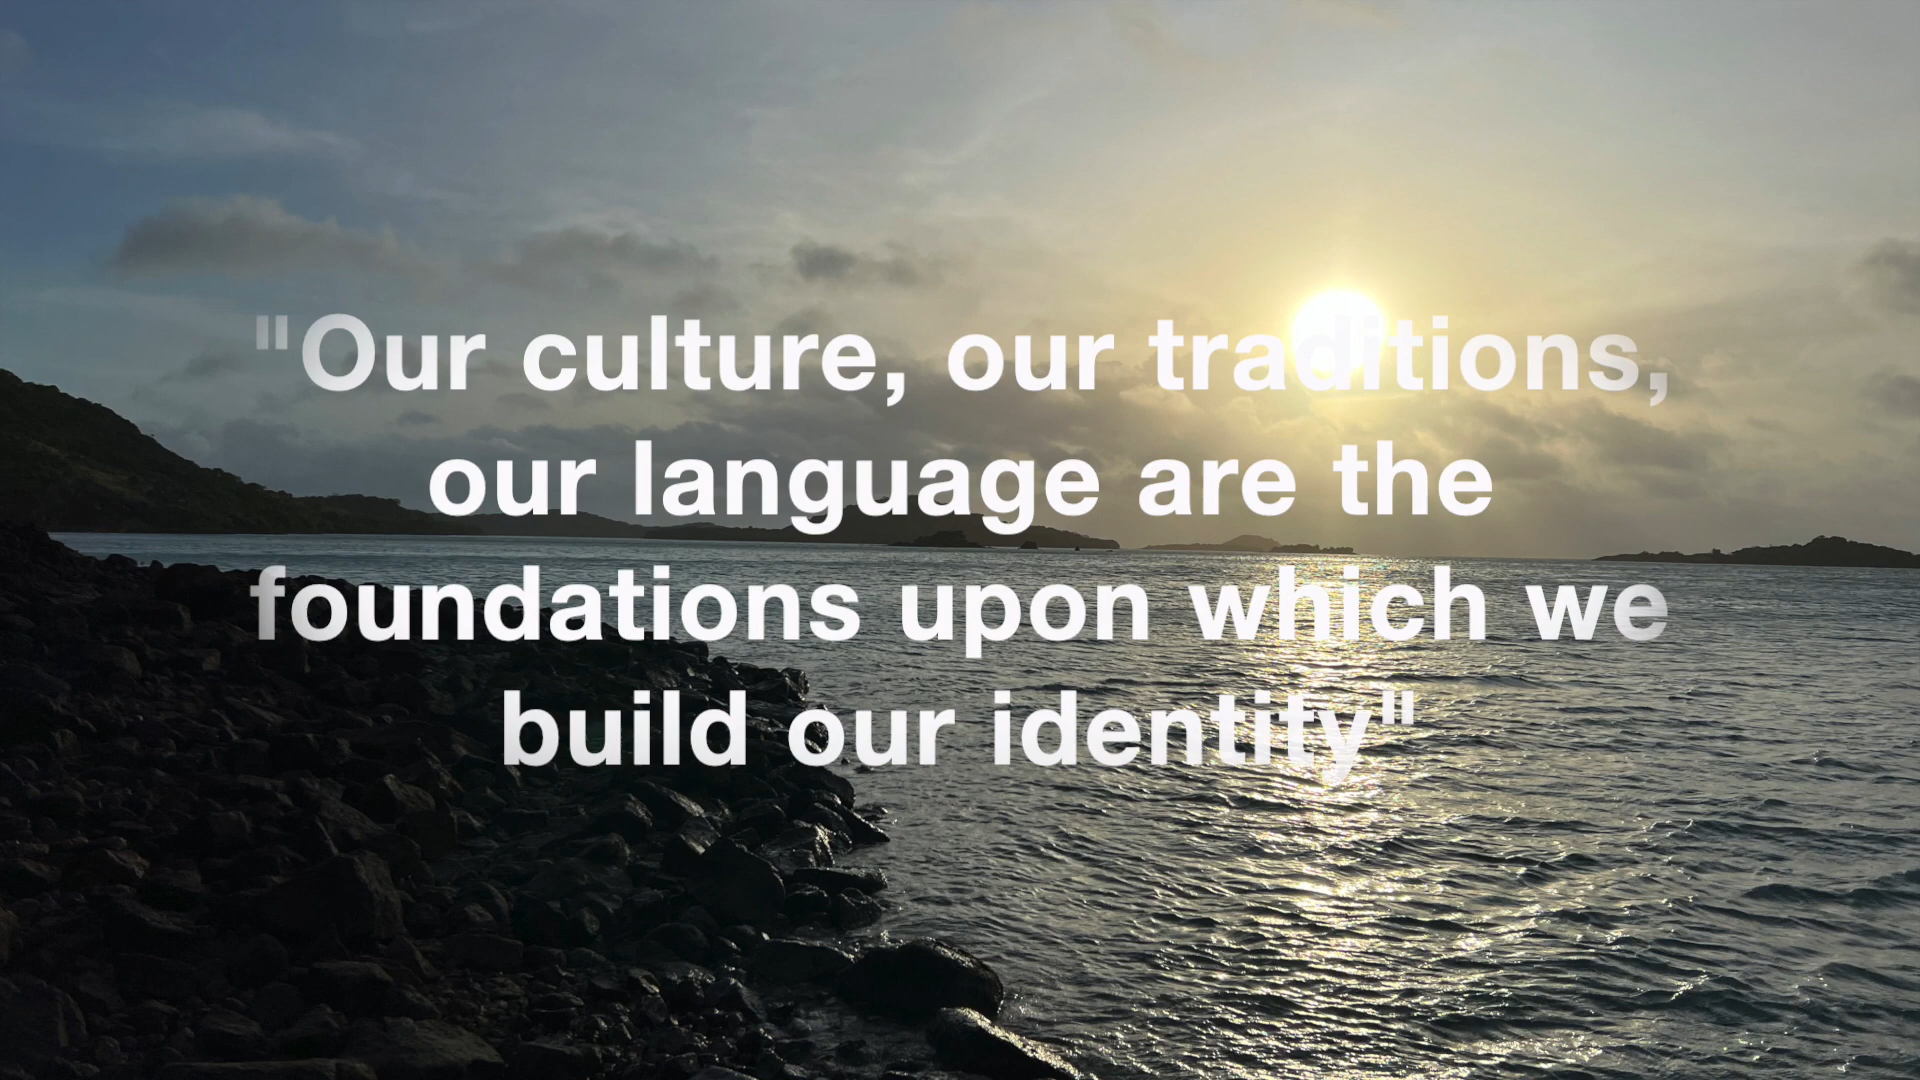 "Our culture, our traditions,
our language are the
foundations upon which we
build our identity"